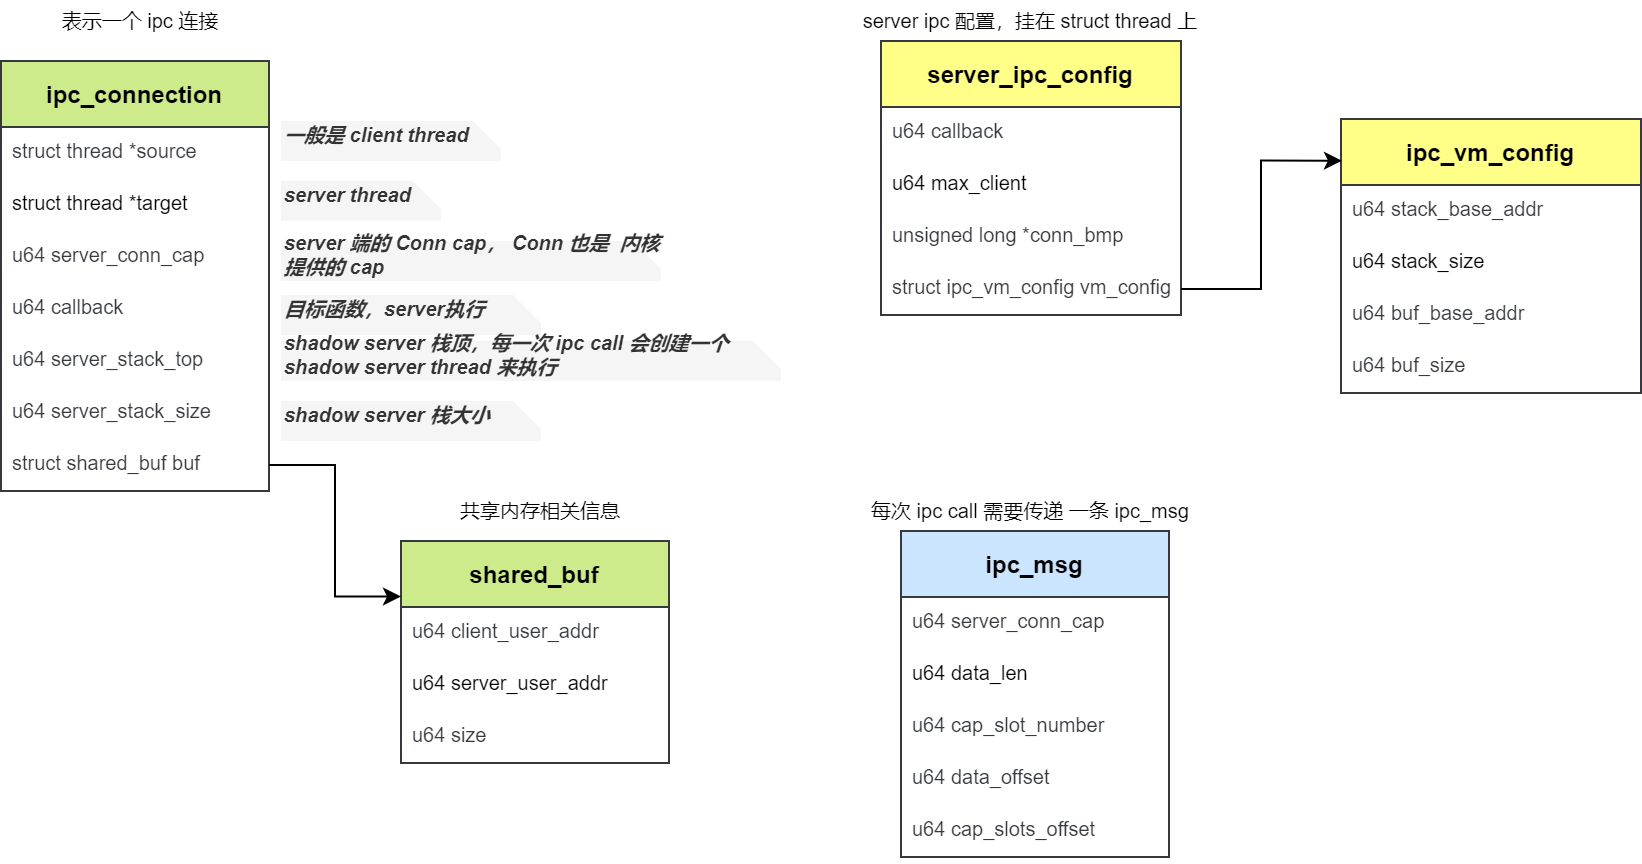 表示一个 ipc 连接
ipc_connection
struct thread *source
struct thread *target
u64 server_conn_cap
u64 callback
u64 server_stack_top
u64 server_stack_size
struct shared_buf buf
一般是 client thread
server thread
server 端的 Conn cap， Conn 也是 内核
提供的 cap
目标函数，server执行
shadow server 栈顶，每一次 ipc call 会创建一个
shadow server thread 来执行
shadow server 栈大小
共享内存相关信息
shared_buf
u64 client_user_addr
u64 server_user_addr
u64 size
server ipc 配置，挂在 struct thread 上
server_ipc_config
u64 callback
u64 max_client
unsigned long *conn_bmp
struct ipc_vm_config vm_config
ipc_vm_config
u64 stack_base_addr
u64 stack_size
u64 buf_base_addr
u64 buf_size
每次 ipc call 需要传递 一条 ipc_msg
ipc_msg
u64 server_conn_cap
u64 data_len
u64 cap_slot_number
u64 data_offset
u64 cap_slots_offset